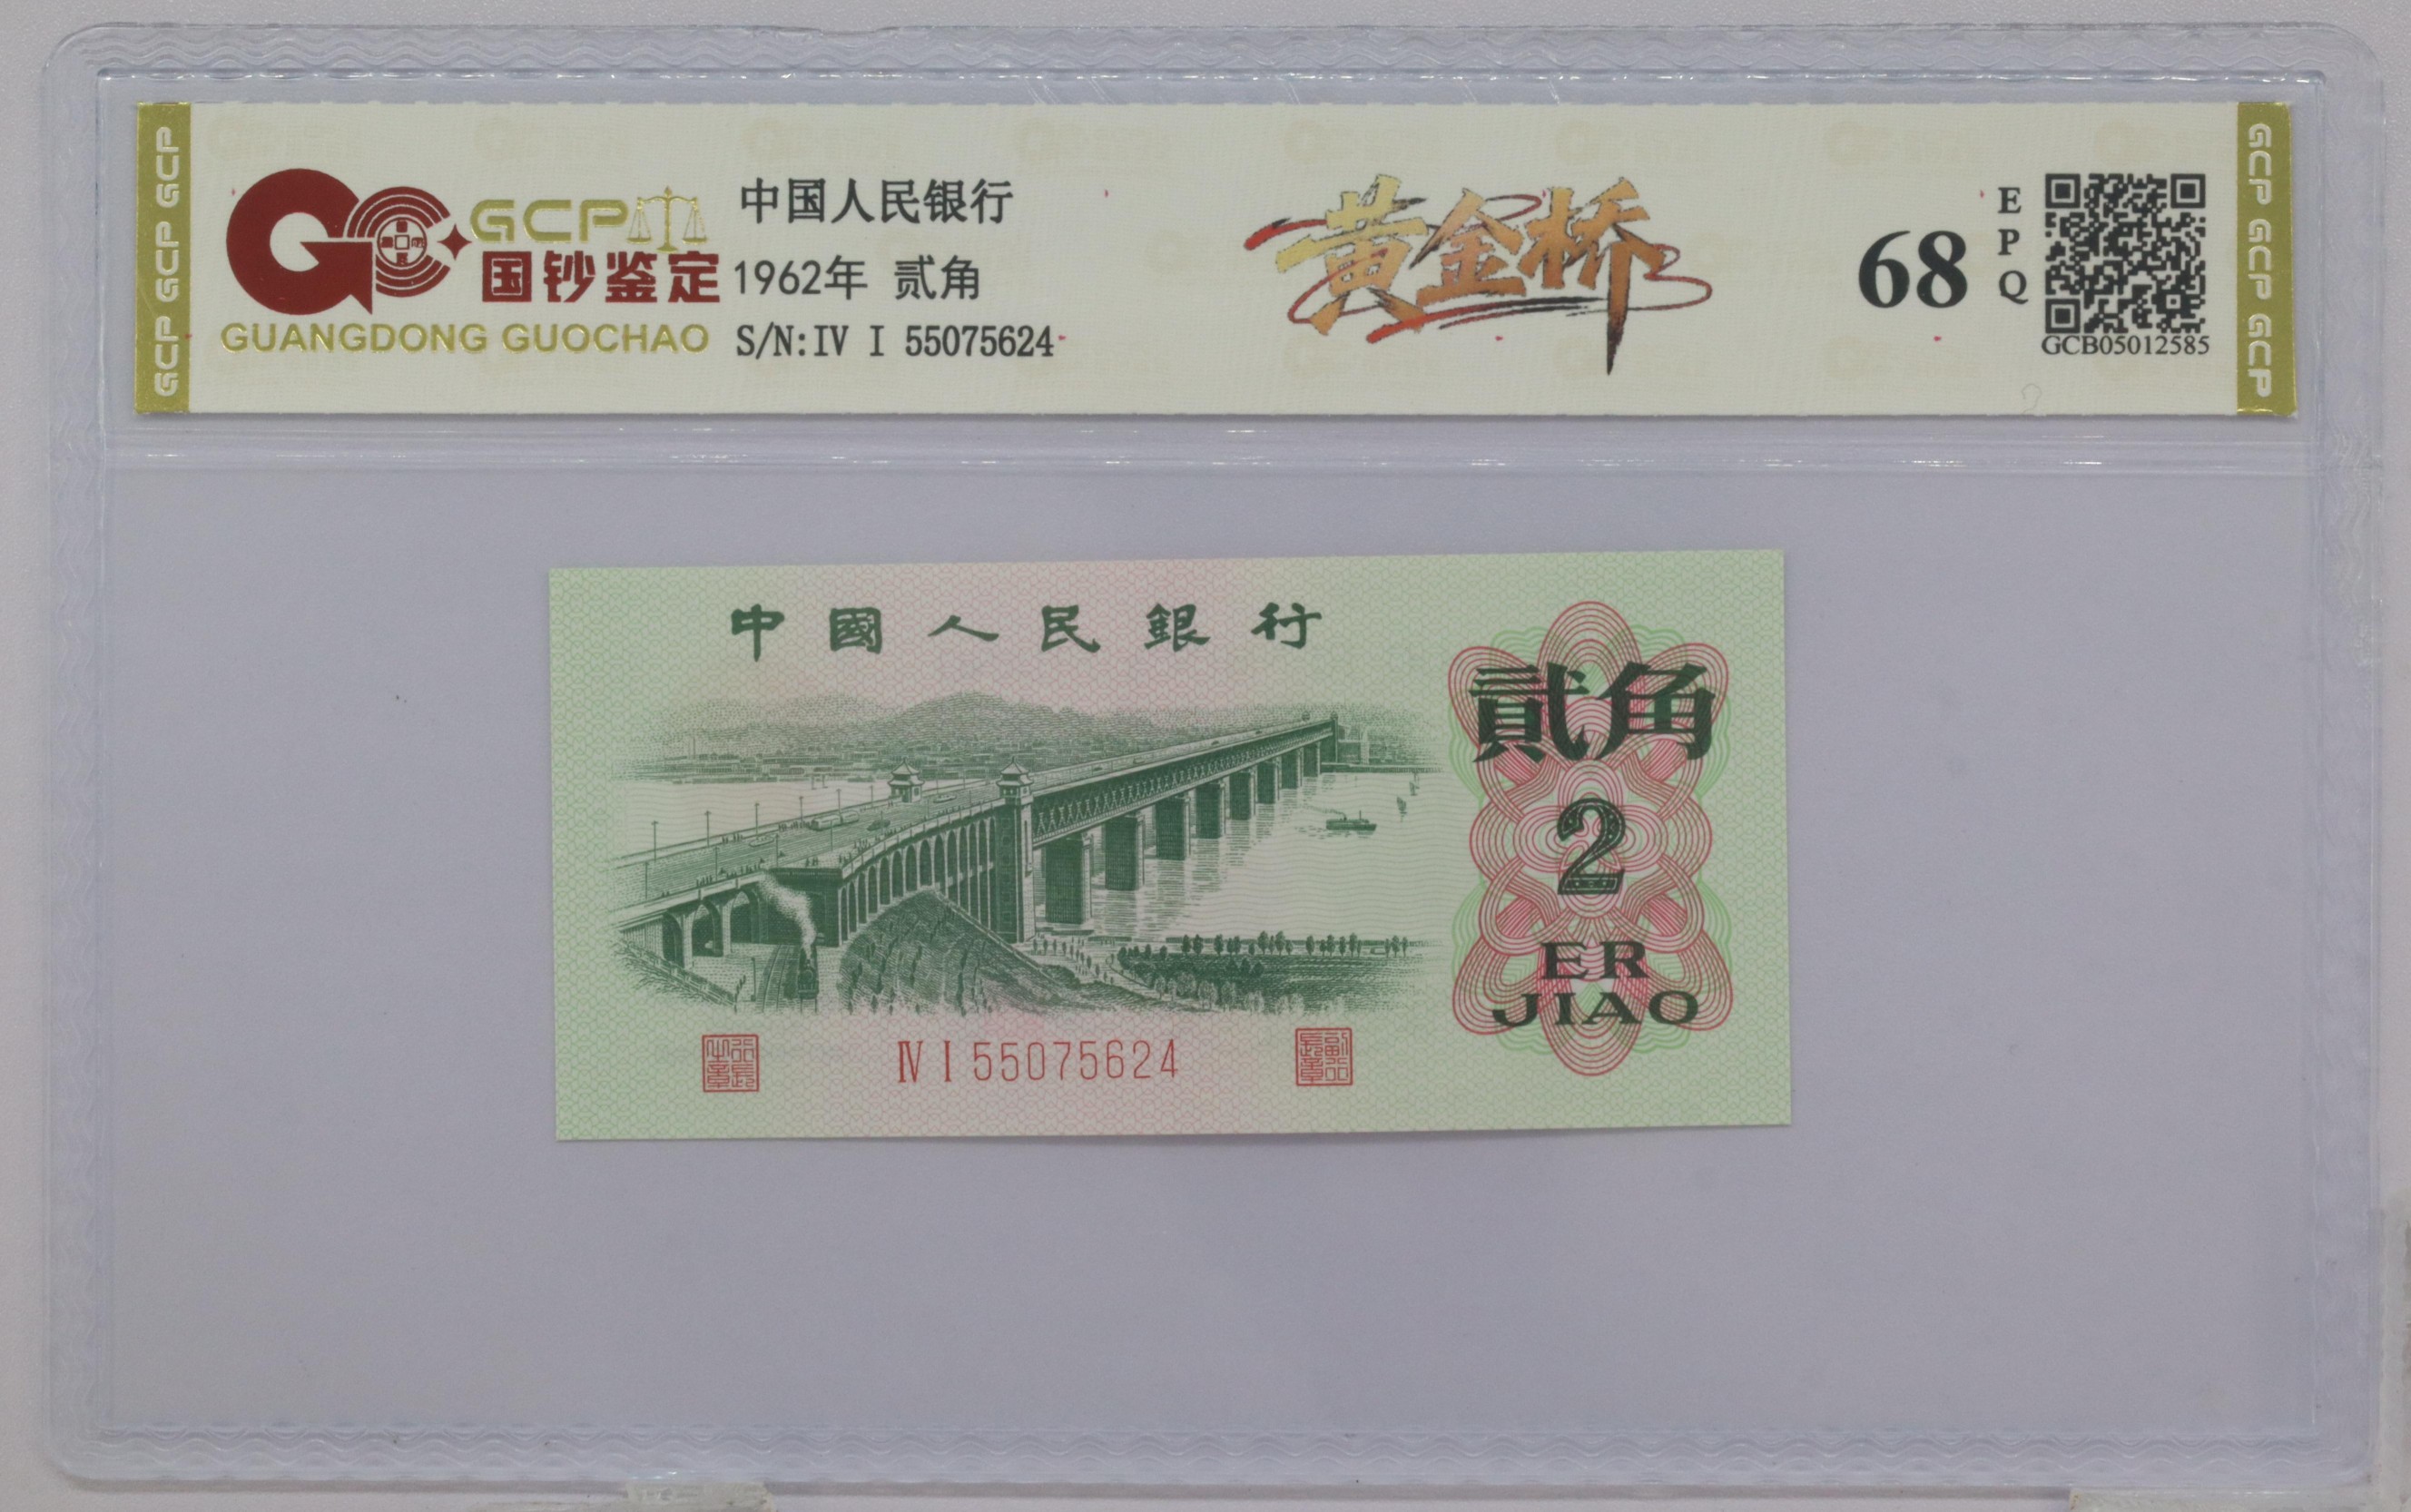 GCP GCP GCP
GCP
国钞鉴定
GUANGDONG GUOCHAO
中国人民银行
1962年 贰角
S/N:IV I 55075624
黄金桥
68
EPQ
GCB05012585
GCP GCP GCP
中國人民銀行
貳角
2
ER
JIAO
IV I 55075624